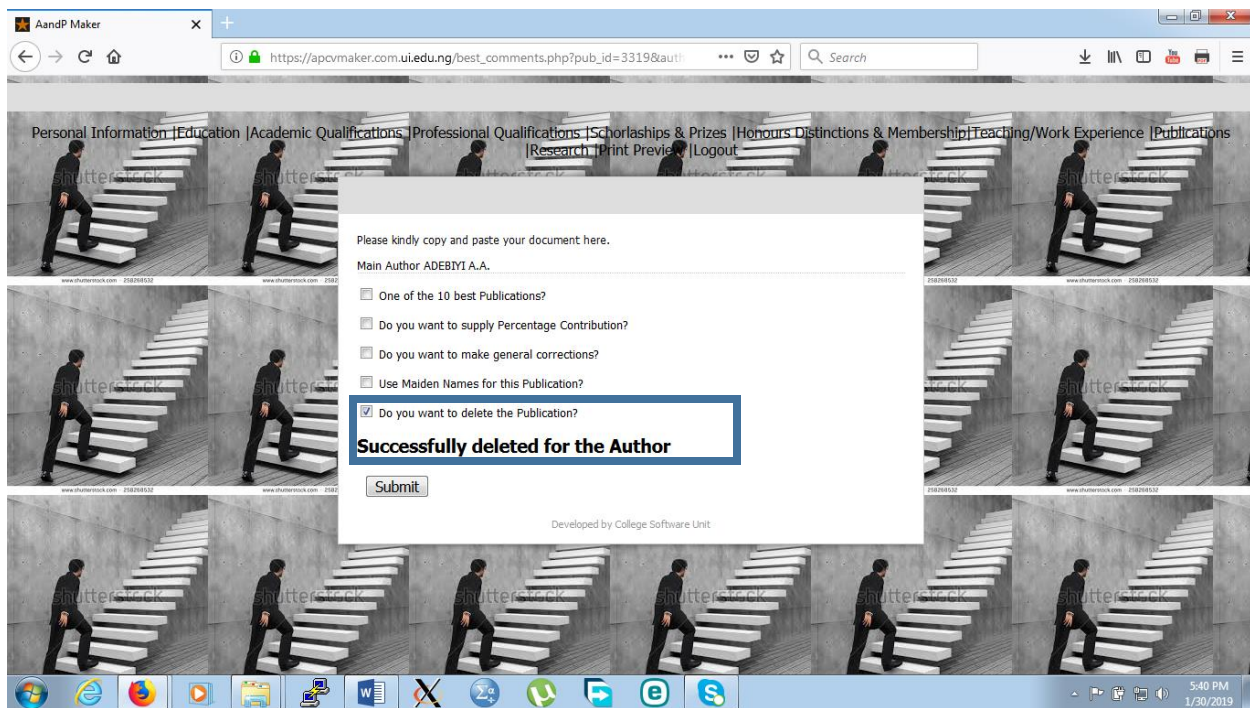 AandP Maker
https://apcvmaker.com.ui.edu.ng/best_comments.php?pub_id=3319&auth
Search
Personal Information |Education |Academic Qualifications |Professional Qualifications |Schorlaships & Prizes |Honours Distinctions & Membership|Teaching/Work Experience |Publications
|Research |Print Preview |Logout
Please kindly copy and paste your document here.
Main Author ADEBIYI A.A.
One of the 10 best Publications?
Do you want to supply Percentage Contribution?
Do you want to make general corrections?
Use Maiden Names for this Publication?
Do you want to delete the Publication?
Successfully deleted for the Author
Submit
Developed by College Software Unit
shutterstock
www.shutterstock.com · 258268532
5:40 PM
1/30/2019